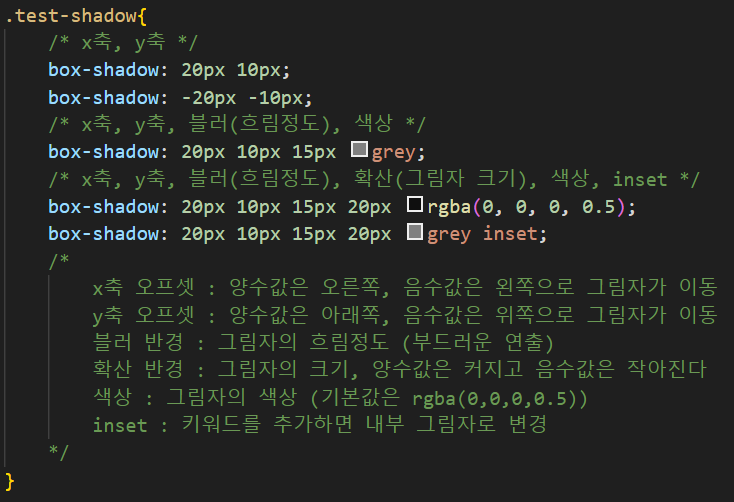 .test-shadow{
/* x축, y축 */
box-shadow: 20px 10px;
box-shadow: -20px -10px;
/* x축, y축, 블러(흐림정도), 색상 */
box-shadow: 20px 10px 15px grey;
/* x축, y축, 블러(흐림정도), 확산(그림자 크기), 색상, inset */
box-shadow: 20px 10px 15px 20px rgba(0, 0, 0, 0.5);
box-shadow: 20px 10px 15px 20px grey inset;
/*
x축 오프셋 : 양수값은 오른쪽, 음수값은 왼쪽으로 그림자가 이동
y축 오프셋 : 양수값은 아래쪽, 음수값은 위쪽으로 그림자가 이동
블러 반경 : 그림자의 흐림정도 (부드러운 연출)
확산 반경 : 그림자의 크기, 양수값은 커지고 음수값은 작아진다
색상 : 그림자의 색상 (기본값은 rgba(0,0,0,0.5))
inset : 키워드를 추가하면 내부 그림자로 변경
*/
}